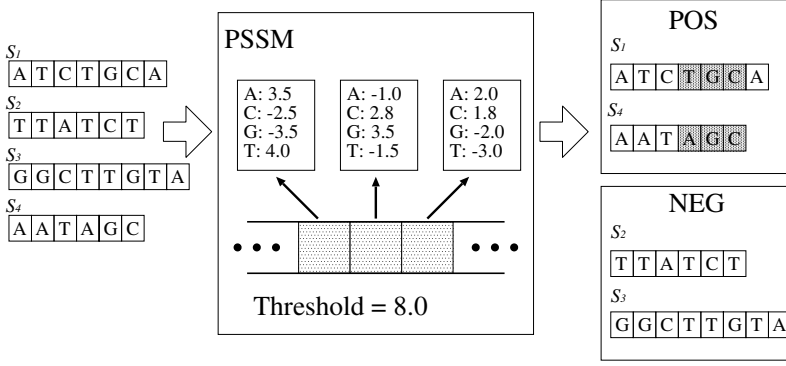 S1
A T C T G C A
S2
T T A T C T
S3
G G C T T G T A
S4
A A T A G C
PSSM
A: 3.5
C: -2.5
G: -3.5
T: 4.0
A: -1.0
C: 2.8
G: 3.5
T: -1.5
A: 2.0
C: 1.8
G: -2.0
T: -3.0
Threshold = 8.0
POS
S1
A T C T G C A
S4
A A T A G C
NEG
S2
T T A T C T
S3
G G C T T G T A